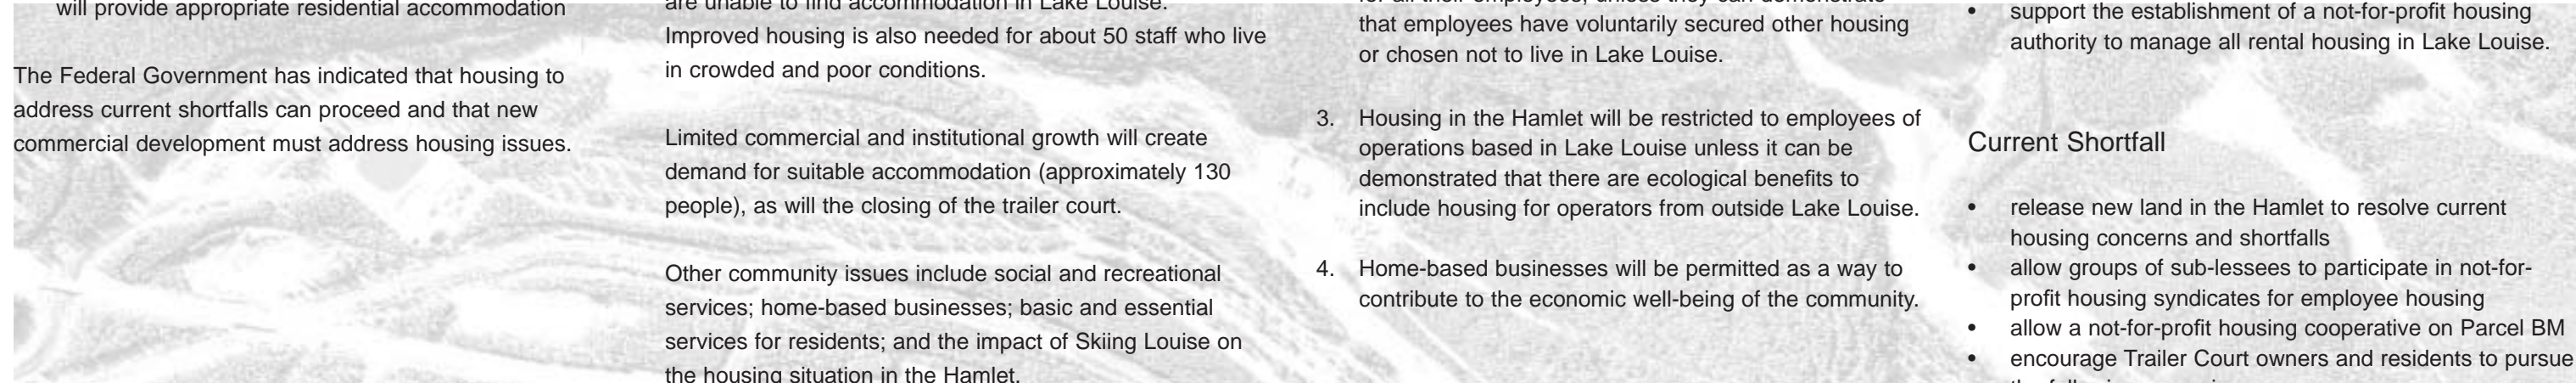 will provide appropriate residential accommodation
The Federal Government has indicated that housing to
address current shortfalls can proceed and that new
commercial development must address housing issues.
are unable to find accommodation in Lake Louise.
Improved housing is also needed for about 50 staff who live
in crowded and poor conditions.
Limited commercial and institutional growth will create
demand for suitable accommodation (approximately 130
people), as will the closing of the trailer court.
Other community issues include social and recreational
services; home-based businesses; basic and essential
services for residents; and the impact of Skiing Louise on
the housing situation in the Hamlet.
for all their employees, unless they can demonstrate
that employees have voluntarily secured other housing
or chosen not to live in Lake Louise.
3. Housing in the Hamlet will be restricted to employees of
operations based in Lake Louise unless it can be
demonstrated that there are ecological benefits to
include housing for operators from outside Lake Louise.
4. Home-based businesses will be permitted as a way to
contribute to the economic well-being of the community.
• support the establishment of a not-for-profit housing
authority to manage all rental housing in Lake Louise.
Current Shortfall
• release new land in the Hamlet to resolve current
housing concerns and shortfalls
• allow groups of sub-lessees to participate in not-for-
profit housing syndicates for employee housing
• allow a not-for-profit housing cooperative on Parcel BM
• encourage Trailer Court owners and residents to pursue